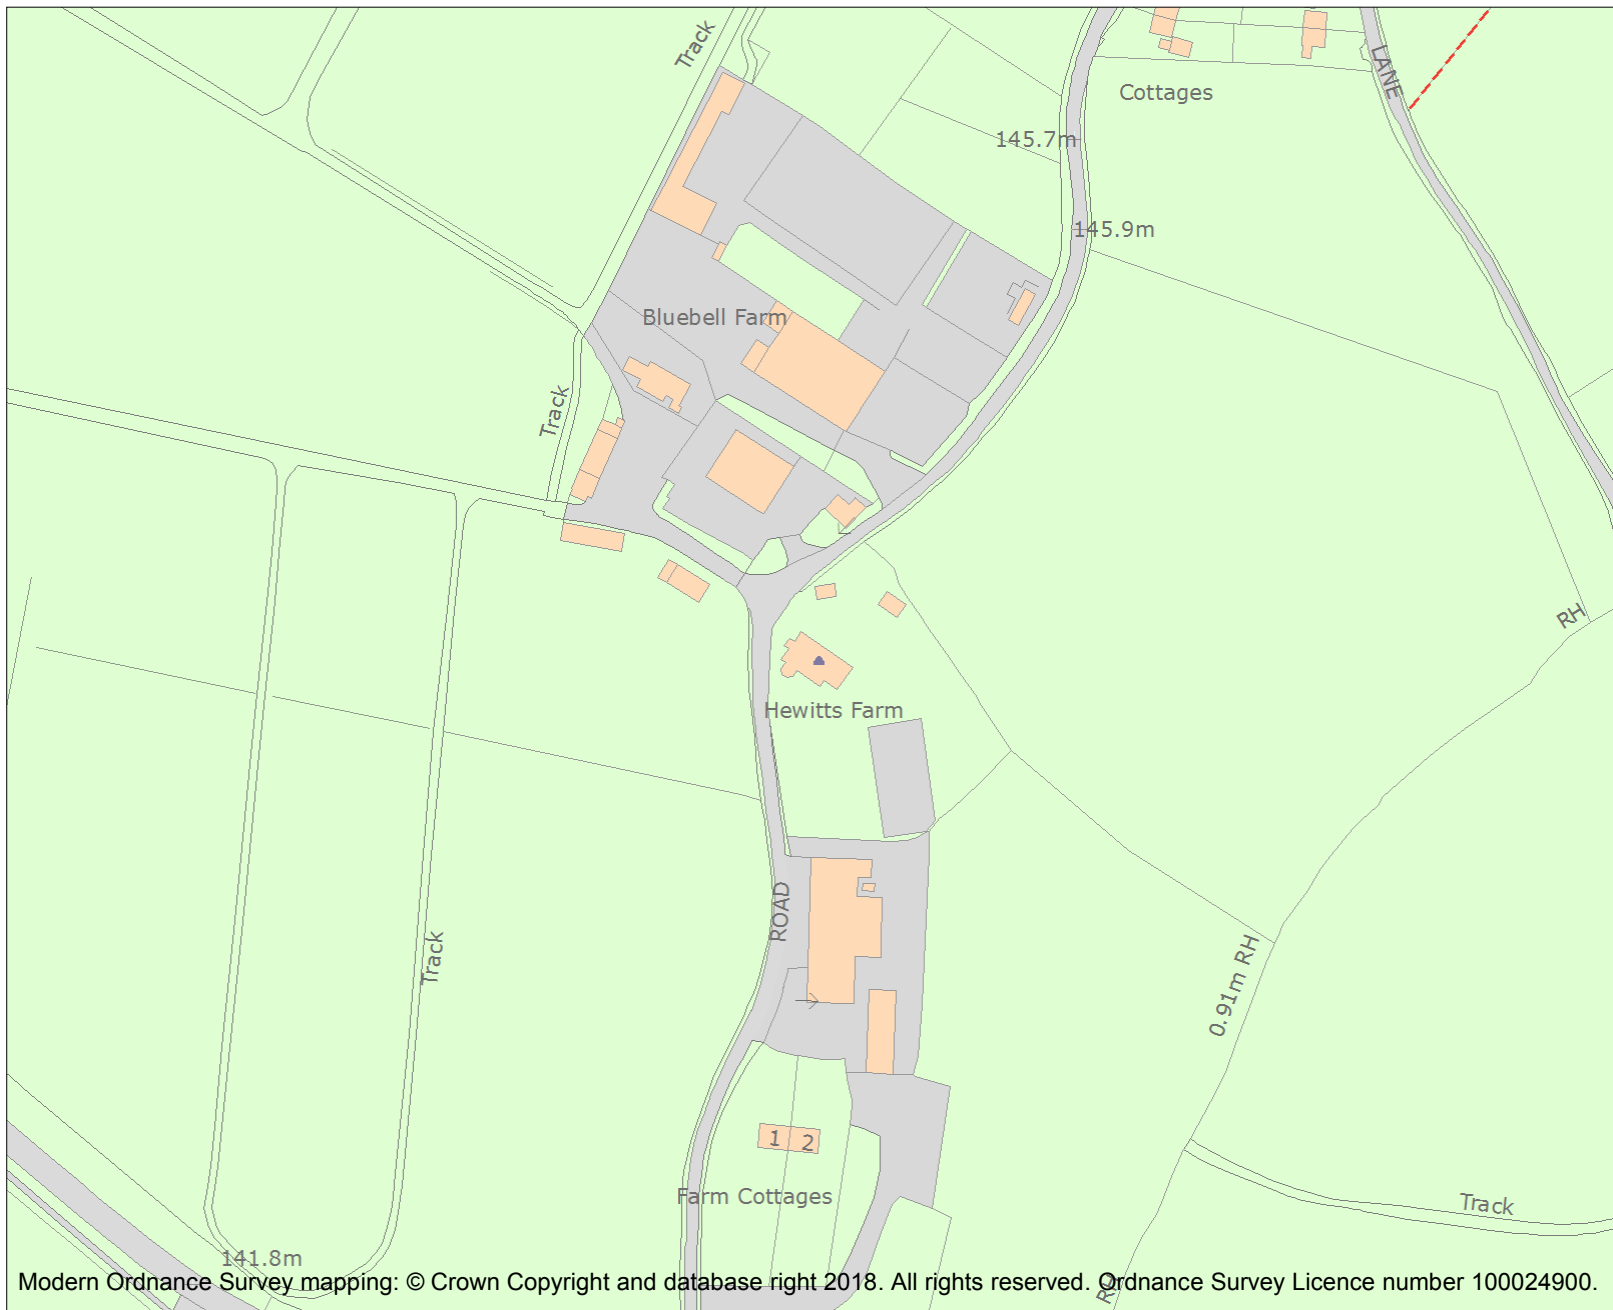 Track
LANE
Cottages
145.7m
145.9m
Bluebell Farm
Track
RH
Hewitts Farm
ROAD
Track
0.91m RH
1 2
Farm Cottages
Track
141.8m
RH
Modern Ordnance Survey mapping: © Crown Copyright and database right 2018. All rights reserved. Ordnance Survey Licence number 100024900.